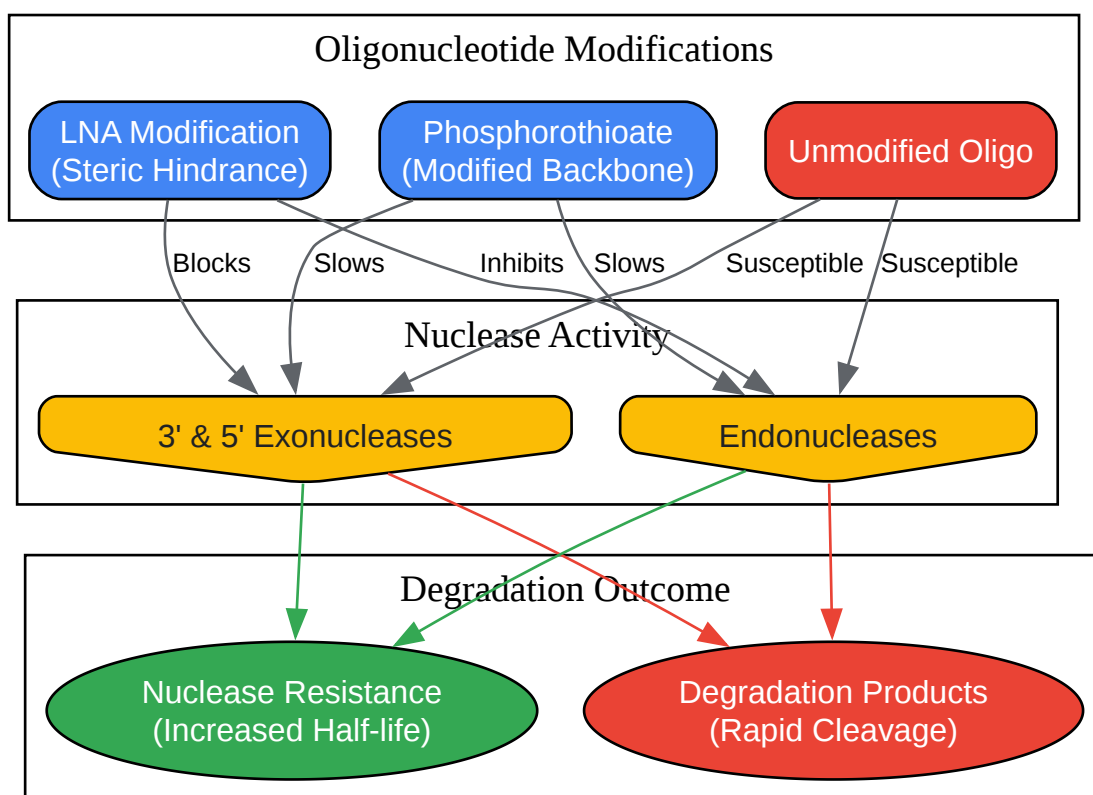 Oligonucleotide Modifications
LNA Modification
(Steric Hindrance)
Phosphorothioate
(Modified Backbone)
Unmodified Oligo
Blocks
Slows
Inhibits
Slows
Susceptible
Susceptible
Nuclease Activity
3' & 5' Exonucleases
Endonucleases
Degradation Outcome
Nuclease Resistance
(Increased Half-life)
Degradation Products
(Rapid Cleavage)